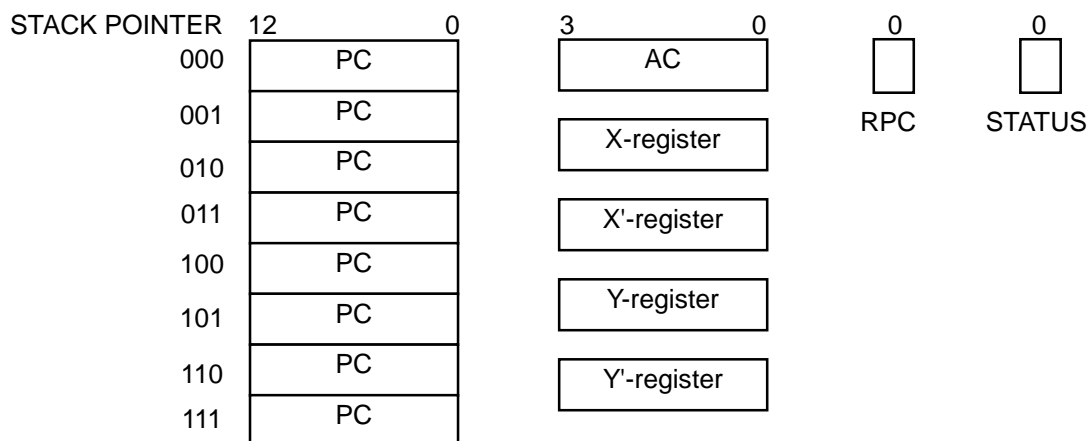 STACK POINTER 12 0 3 0 0 0
000 PC AC
001 PC RPC STATUS
X-register
010 PC
011 PC X'-register
100 PC
Y-register
101 PC
110 PC Y'-register
111 PC